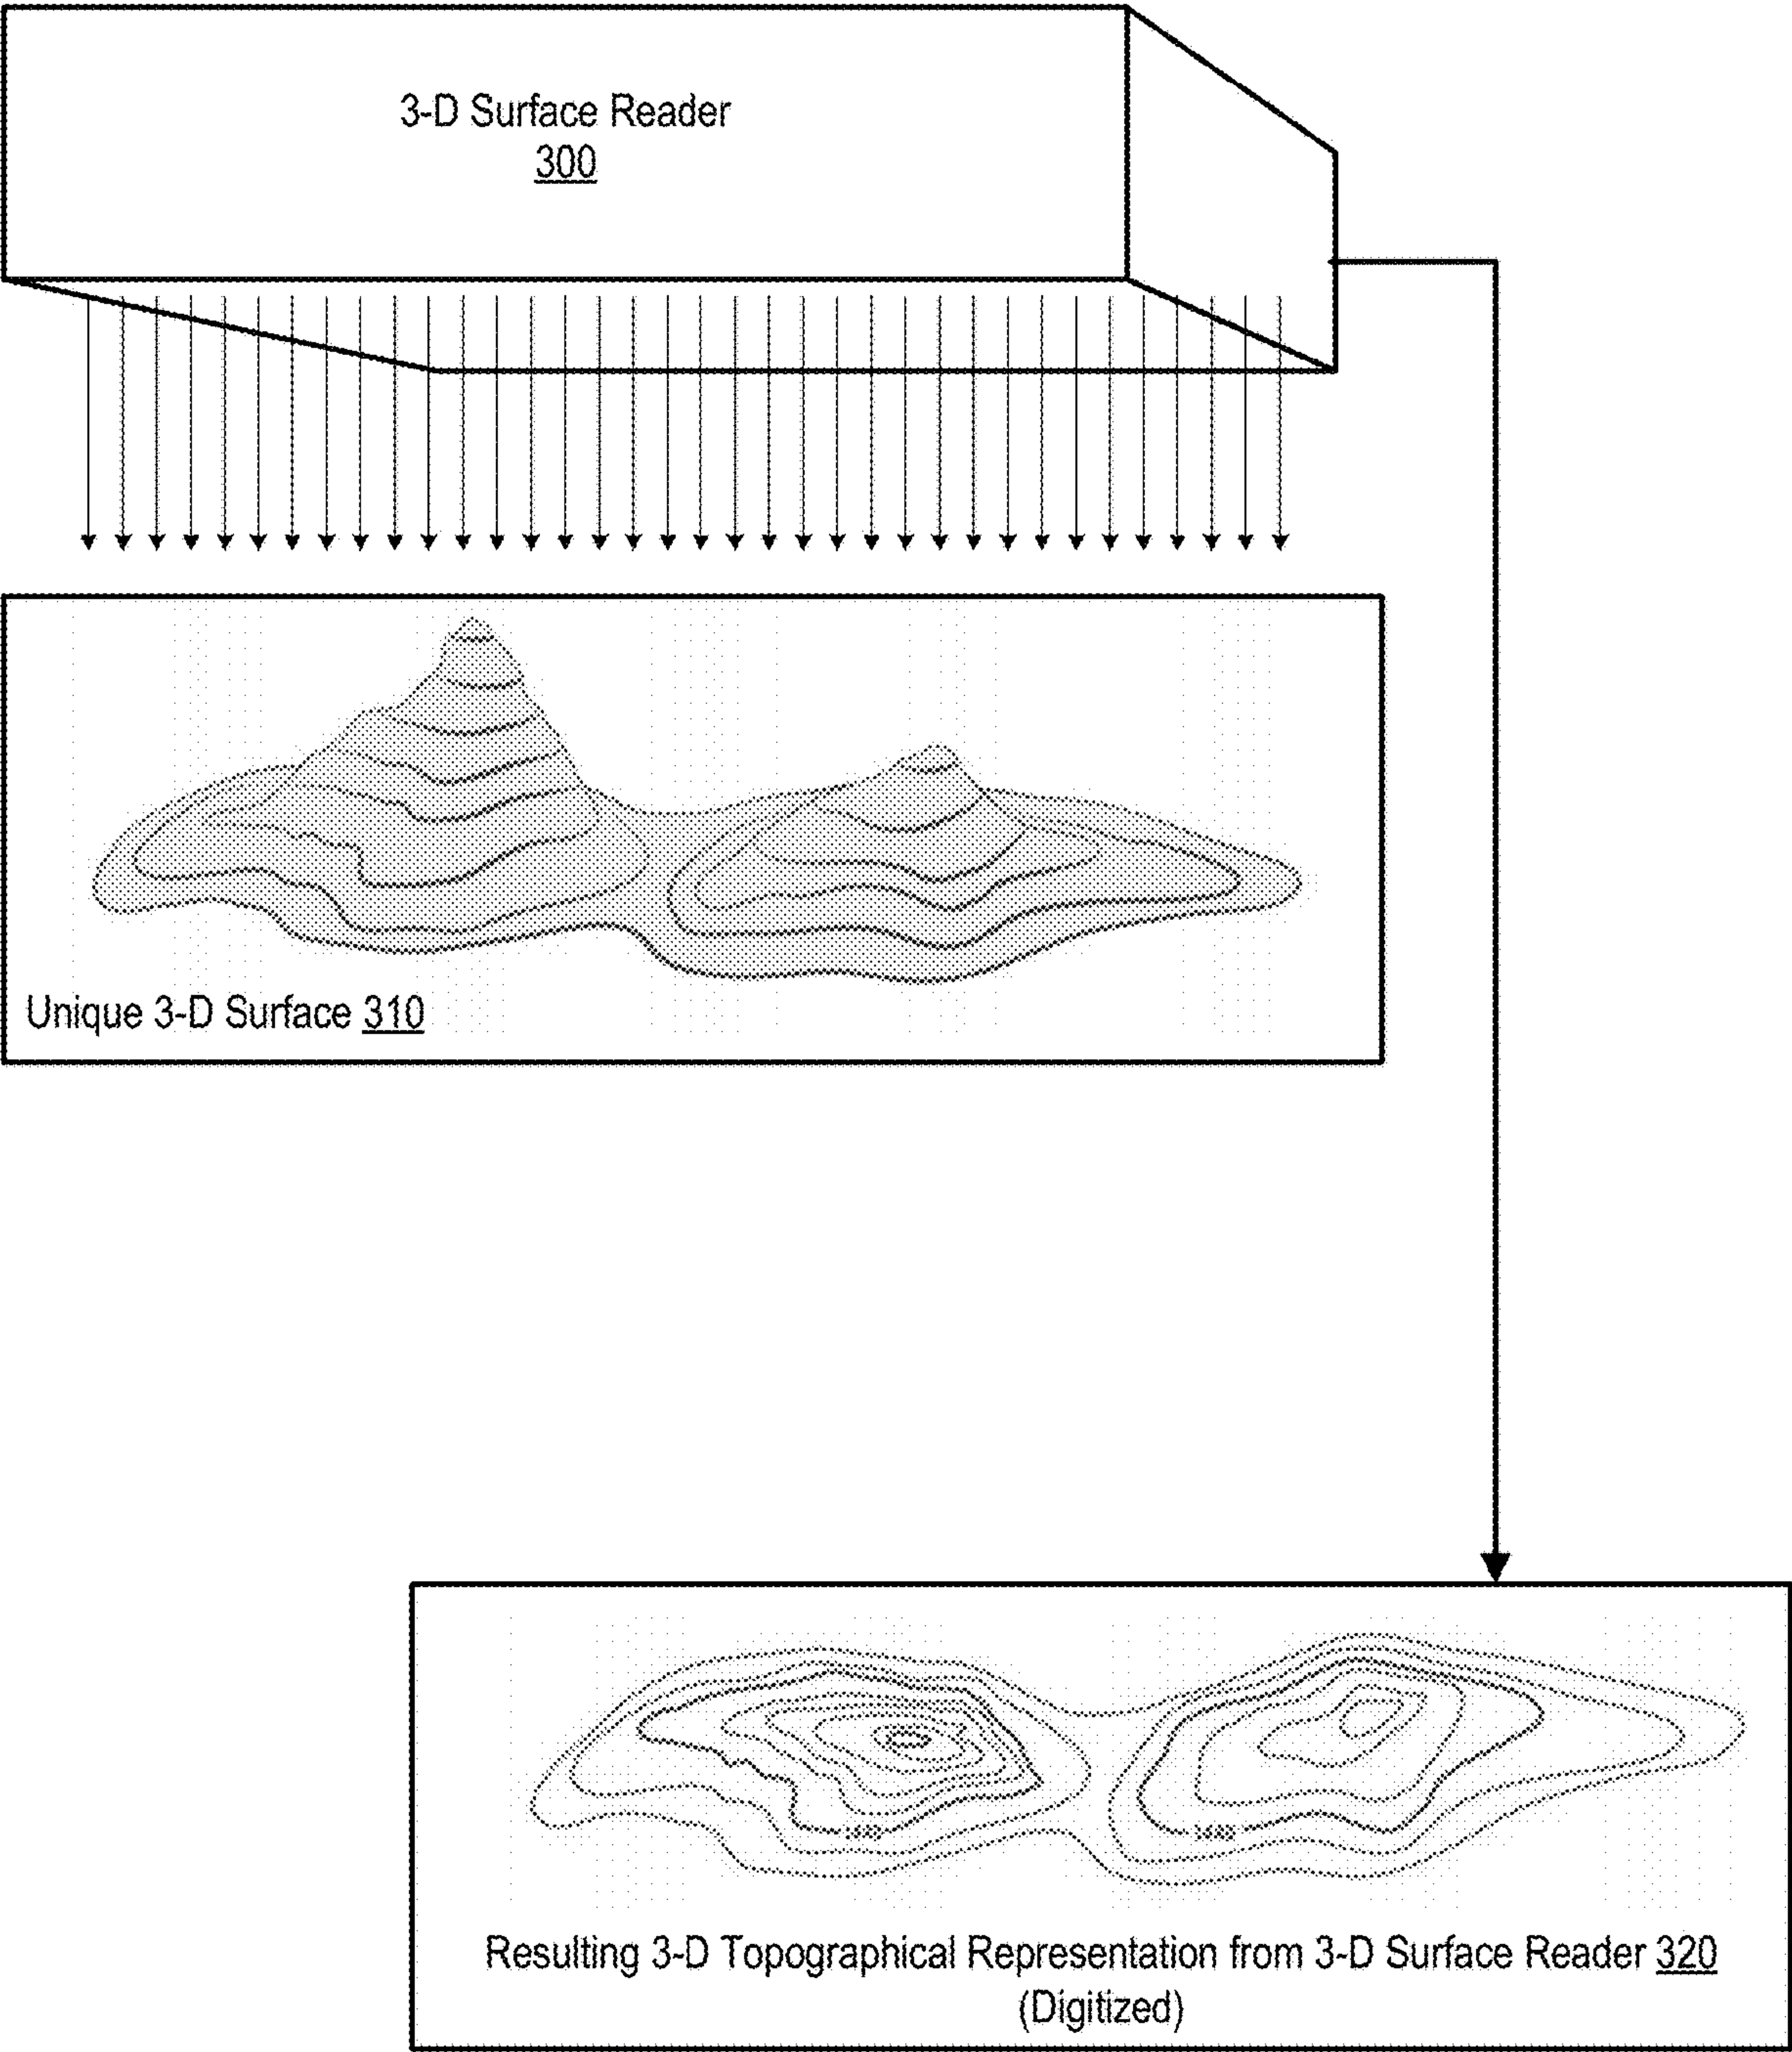 3-D Surface Reader
300
Unique 3-D Surface 310
Resulting 3-D Topographical Representation from 3-D Surface Reader 320
(Digitized)